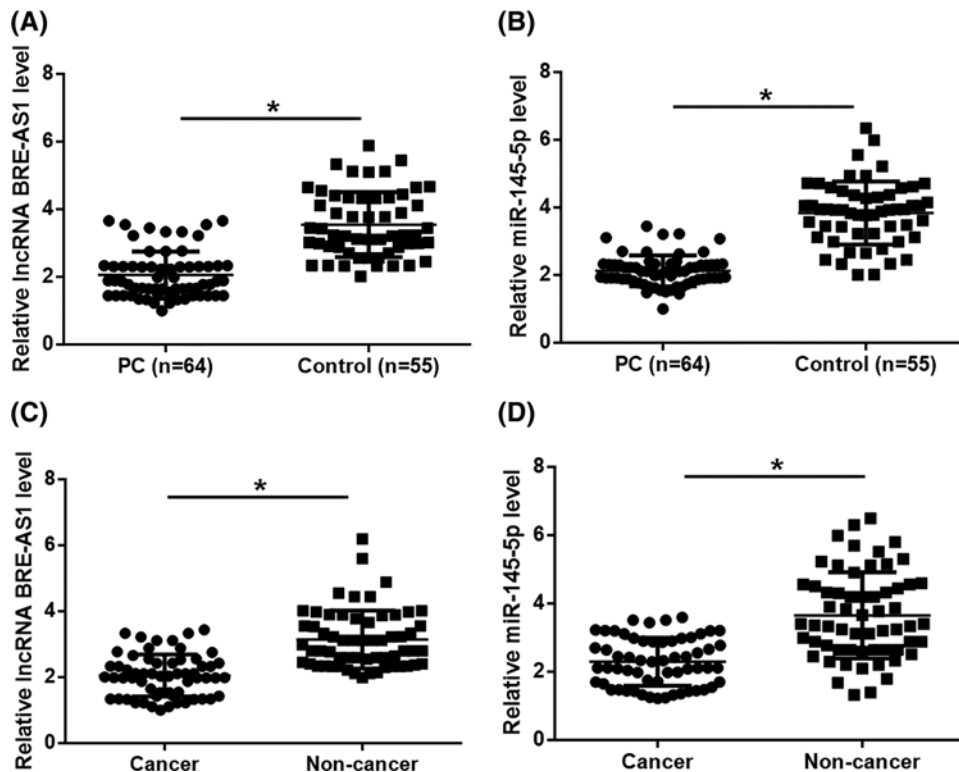 (A)
Relative lncRNA BRE-AS1 level
8
6
4
2
0
*
PC (n=64)
Control (n=55)
(B)
Relative miR-145-5p level
8
6
4
2
0
*
PC (n=64)
Control (n=55)
(C)
Relative lncRNA BRE-AS1 level
8
6
4
2
0
*
Cancer
Non-cancer
(D)
Relative miR-145-5p level
8
6
4
2
0
*
Cancer
Non-cancer